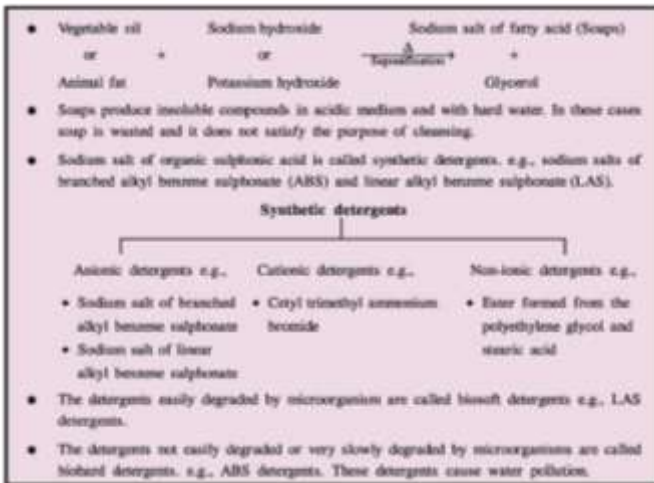 • Vegetable oil Sodium hydroxide Sodium salt of fatty acid (Soaps)
or + or Δ +
Saponification
Animal fat Potassium hydroxide Glycerol
• Soaps produce insoluble compounds in acidic medium and with hard water. In these cases
soap is wasted and it does not satisfy the purpose of cleansing.
• Sodium salt of organic sulphonic acid is called synthetic detergents. e.g., sodium salts of
branched alkyl benzene sulphonate (ABS) and linear alkyl benzene sulphonate (LAS).
Synthetic detergents
Anionic detergents e.g., Cationic detergents e.g., Non-ionic detergents e.g.,
• Sodium salt of branched • Cetyl trimethyl ammonium • Ester formed from the
alkyl benzene sulphonate bromide polyethylene glycol and
• Sodium salt of linear stearic acid
alkyl benzene sulphonate
• The detergents easily degraded by microorganism are called biosoft detergents e.g., LAS
detergents.
• The detergents not easily degraded or very slowly degraded by microorganisms are called
biohard detergents. e.g., ABS detergents. These detergents cause water pollution.